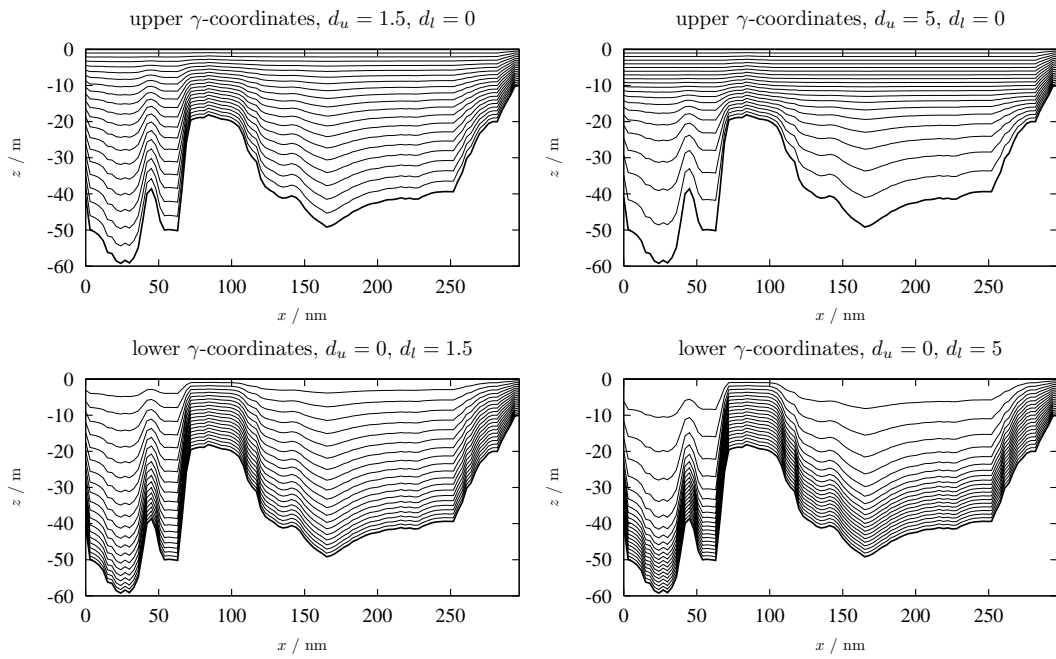 upper γ-coordinates, d_u = 1.5, d_l = 0
0
-10
-20
-30
-40
-50
-60
z / m
0 50 100 150 200 250
x / nm
upper γ-coordinates, d_u = 5, d_l = 0
0
-10
-20
-30
-40
-50
-60
z / m
0 50 100 150 200 250
x / nm
lower γ-coordinates, d_u = 0, d_l = 1.5
0
-10
-20
-30
-40
-50
-60
z / m
0 50 100 150 200 250
x / nm
lower γ-coordinates, d_u = 0, d_l = 5
0
-10
-20
-30
-40
-50
-60
z / m
0 50 100 150 200 250
x / nm